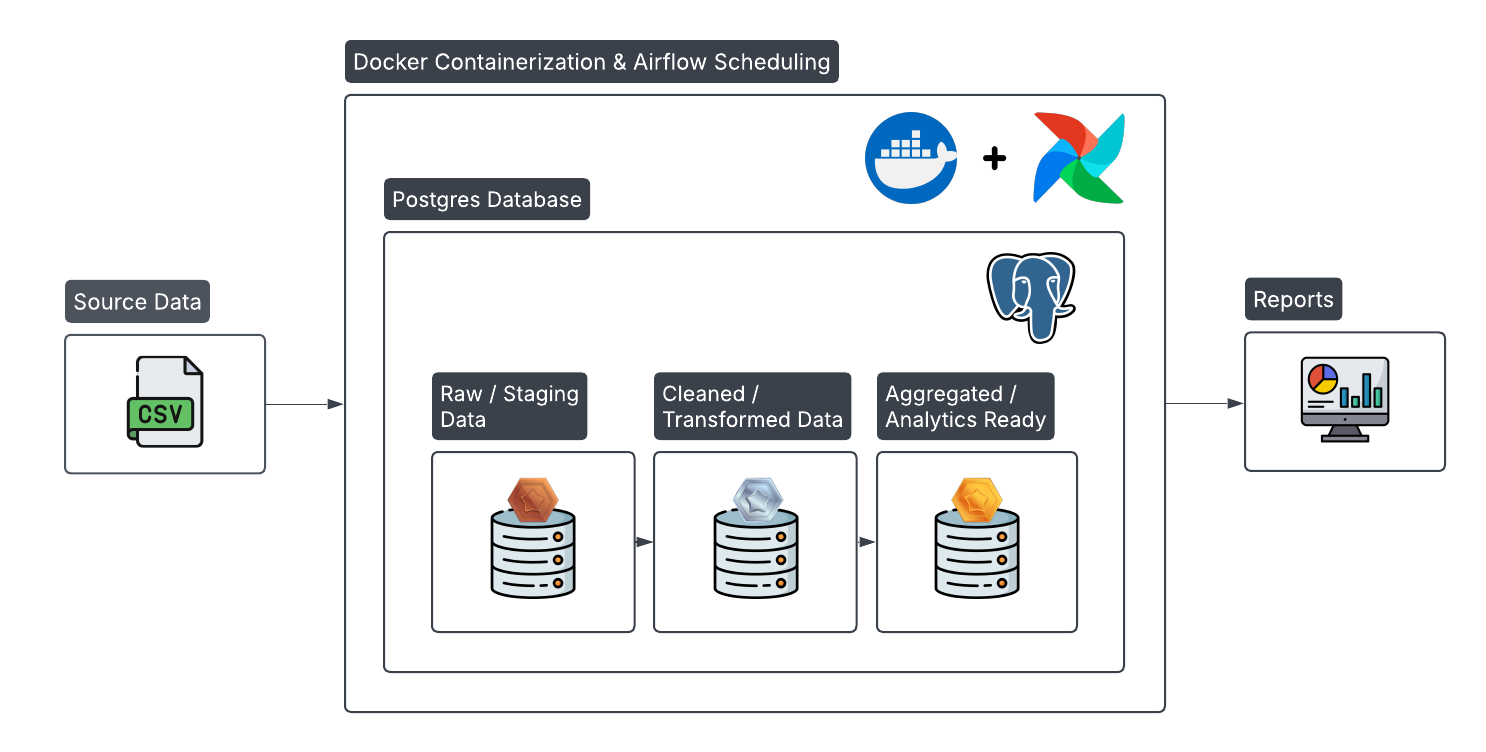 Docker Containerization & Airflow Scheduling
Postgres Database
Source Data
CSV
Raw / Staging
Data
Cleaned /
Transformed Data
Aggregated /
Analytics Ready
Reports